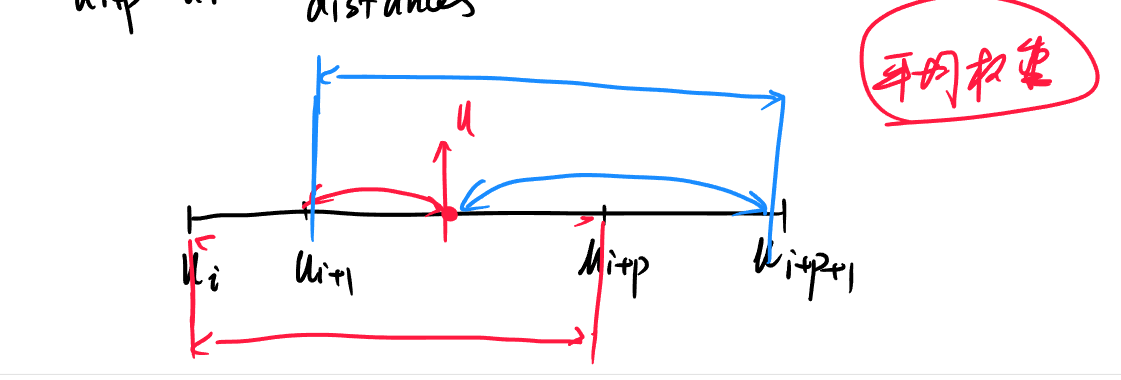 distances
平均权重
u
u_i u_{i+1} u_{i+p} u_{i+p+1}